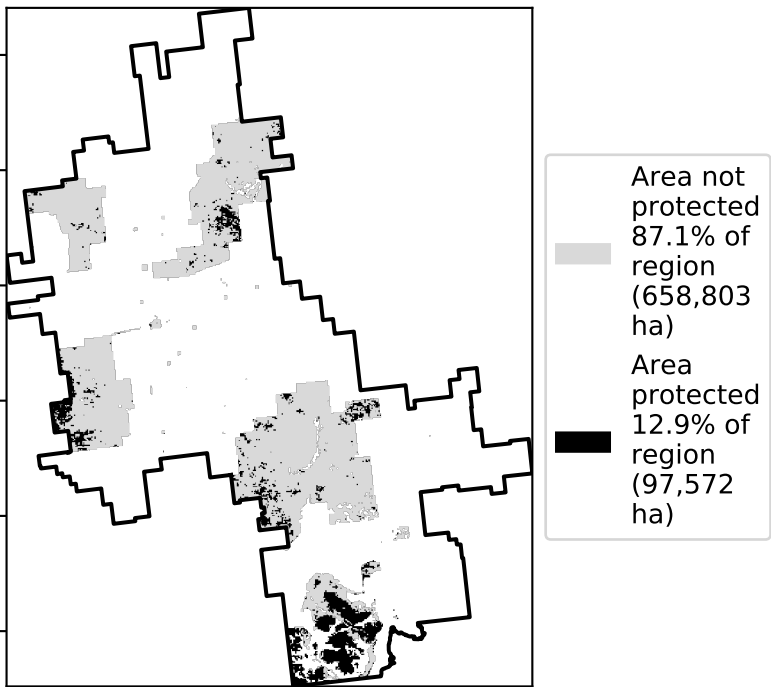 Area not
protected
87.1% of
region
(658,803
ha)
Area
protected
12.9% of
region
(97,572
ha)